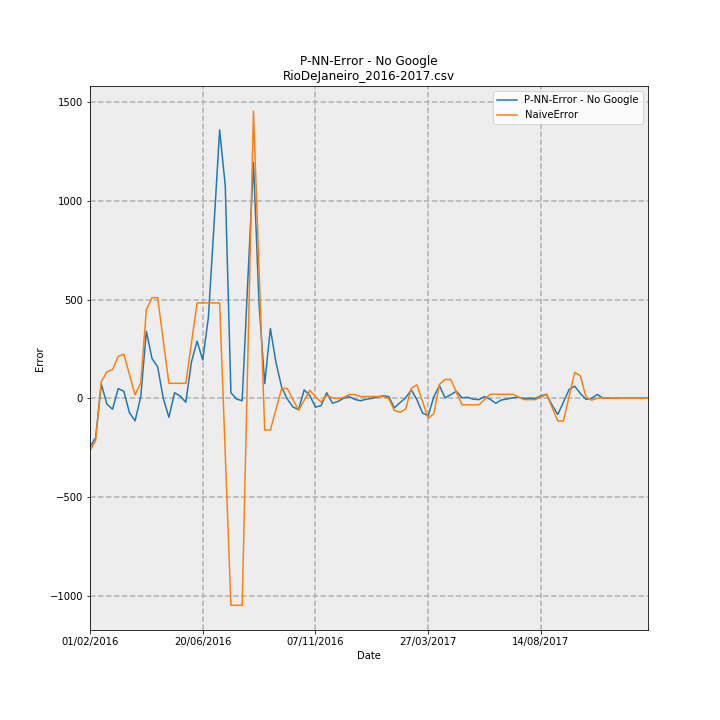 P-NN-Error - No Google
RioDeJaneiro_2016-2017.csv
P-NN-Error - No Google
NaiveError
1500
1000
500
0
−500
−1000
Error
01/02/2016
20/06/2016
07/11/2016
27/03/2017
14/08/2017
Date